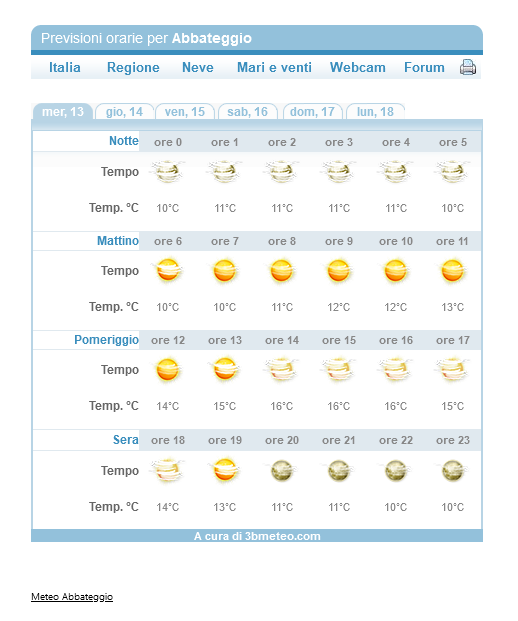 Previsioni orarie per Abbateggio
Italia Regione Neve Mari e venti Webcam Forum
mer, 13 gio, 14 ven, 15 sab, 16 dom, 17 lun, 18
Notte ore 0 ore 1 ore 2 ore 3 ore 4 ore 5
Tempo
Temp. °C 10°C 11°C 11°C 11°C 11°C 10°C
Mattino ore 6 ore 7 ore 8 ore 9 ore 10 ore 11
Tempo
Temp. °C 10°C 10°C 11°C 12°C 12°C 13°C
Pomeriggio ore 12 ore 13 ore 14 ore 15 ore 16 ore 17
Tempo
Temp. °C 14°C 15°C 16°C 16°C 16°C 15°C
Sera ore 18 ore 19 ore 20 ore 21 ore 22 ore 23
Tempo
Temp. °C 14°C 13°C 11°C 11°C 10°C 10°C
A cura di 3bmeteo.com
Meteo Abbateggio